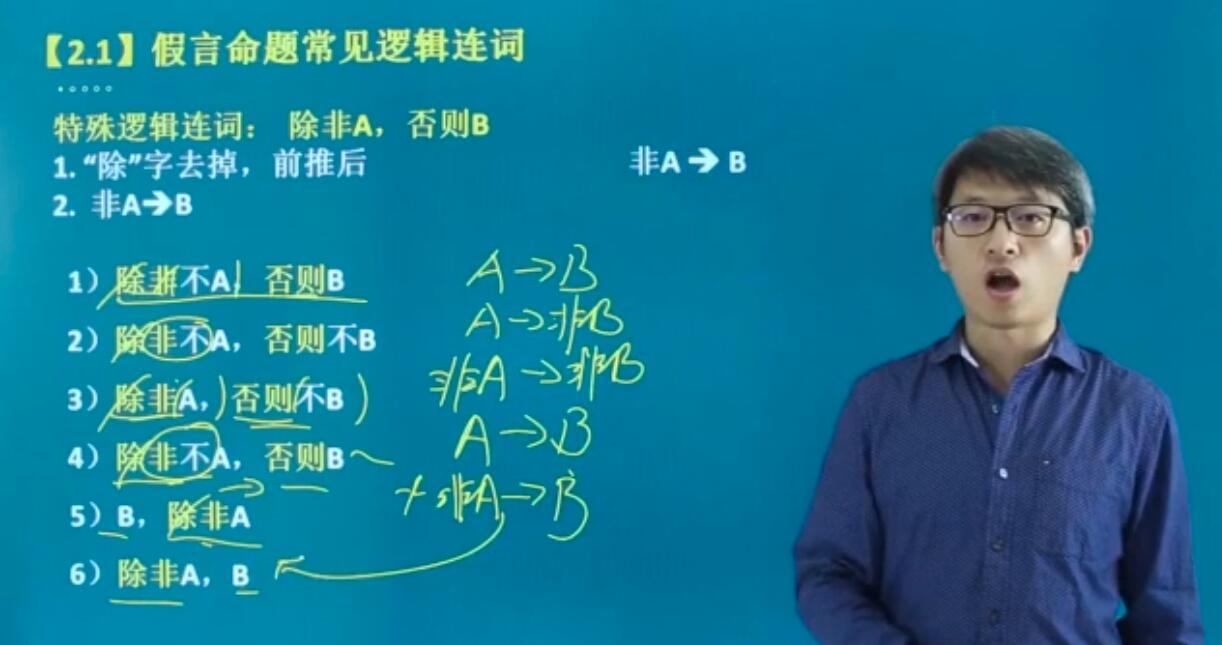 【2.1】假言命题常见逻辑连词
特殊逻辑连词： 除非A，否则B
1. “除”字去掉，前推后 非A → B
2. 非A→B
1）除非不A，否则B A→B
2）除非不A，否则不B A→非B
3）除非A，否则不B 非A→非B
4）除非不A，否则B A→B
5）B，除非A 非A→B
6）除非A，B